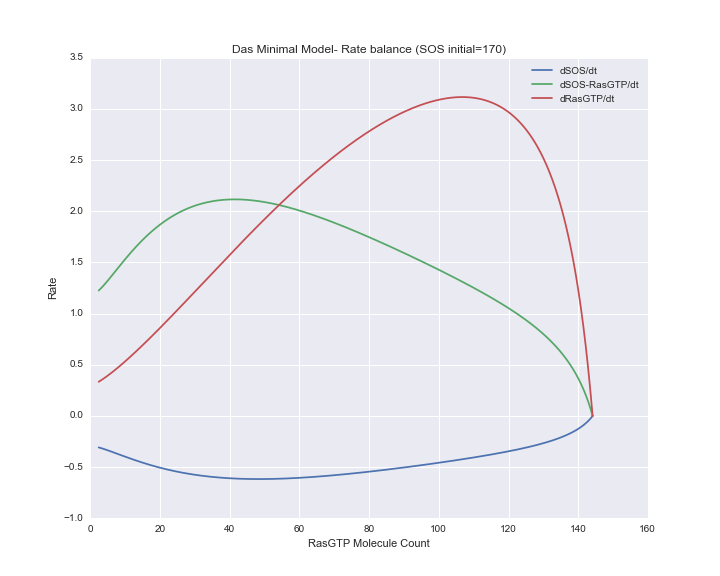 Das Minimal Model- Rate balance (SOS initial=170)
dSOS/dt
dSOS-RasGTP/dt
dRasGTP/dt
3.5
3.0
2.5
2.0
1.5
1.0
0.5
0.0
−0.5
−1.0
Rate
0 20 40 60 80 100 120 140 160
RasGTP Molecule Count